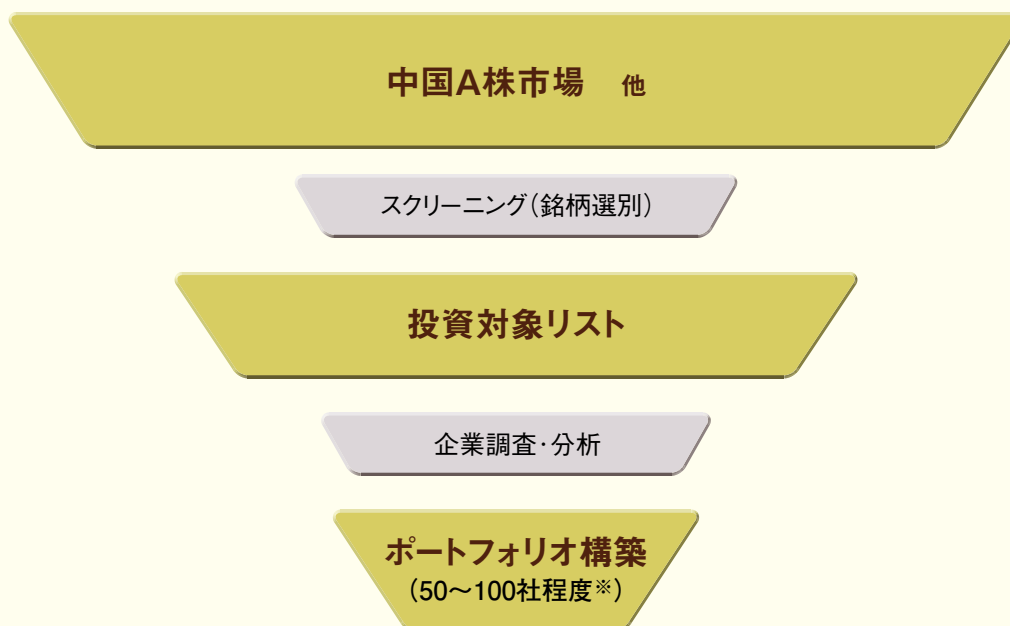 中国A株市場 他
スクリーニング（銘柄選別）
投資対象リスト
企業調査･分析
ポートフォリオ構築
（50～100社程度※）